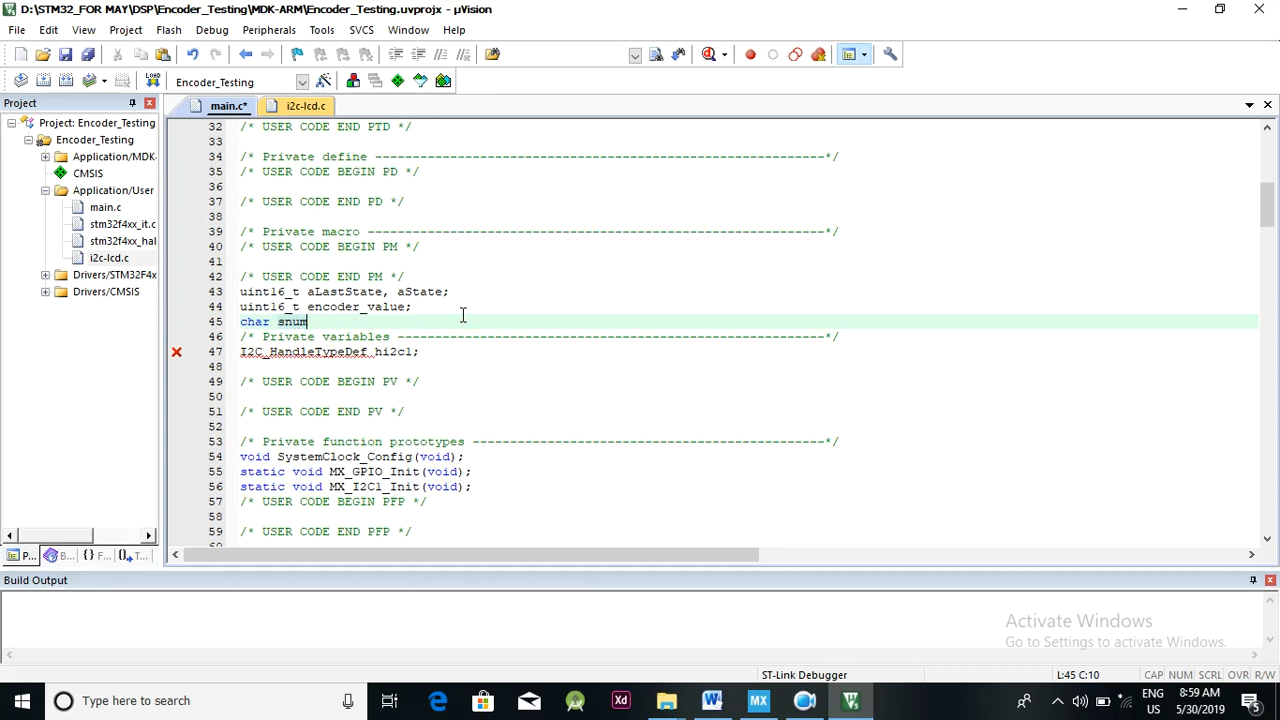 D:\STM32_FOR MAY\DSP\Encoder_Testing\MDK-ARM\Encoder_Testing.uvprojx - µVision
File Edit View Project Flash Debug Peripherals Tools SVCS Window Help
LOAD Encoder_Testing
Project
main.c* i2c-lcd.c
Project: Encoder_Testing
Encoder_Testing
Application/MDK-
CMSIS
Application/User
main.c
stm32f4xx_it.c
stm32f4xx_hal
i2c-lcd.c
Drivers/STM32F4x
Drivers/CMSIS
P... B... {} F... T...
32 /* USER CODE END PTD */
33
34 /* Private define ------------------------------------------------------------*/
35 /* USER CODE BEGIN PD */
36
37 /* USER CODE END PD */
38
39 /* Private macro -------------------------------------------------------------*/
40 /* USER CODE BEGIN PM */
41
42 /* USER CODE END PM */
43 uint16_t aLastState, aState;
44 uint16_t encoder_value;
45 char snum
46 /* Private variables ---------------------------------------------------------*/
47 I2C_HandleTypeDef hi2c1;
48
49 /* USER CODE BEGIN PV */
50
51 /* USER CODE END PV */
52
53 /* Private function prototypes -----------------------------------------------*/
54 void SystemClock_Config(void);
55 static void MX_GPIO_Init(void);
56 static void MX_I2C1_Init(void);
57 /* USER CODE BEGIN PFP */
58
59 /* USER CODE END PFP */
Build Output
Activate Windows
Go to Settings to activate Windows.
ST-Link Debugger L:45 C:10 CAP NUM SCRL OVR R/W
Type here to search
Xd
W
MX
ENG
US
8:59 AM
5/30/2019
5